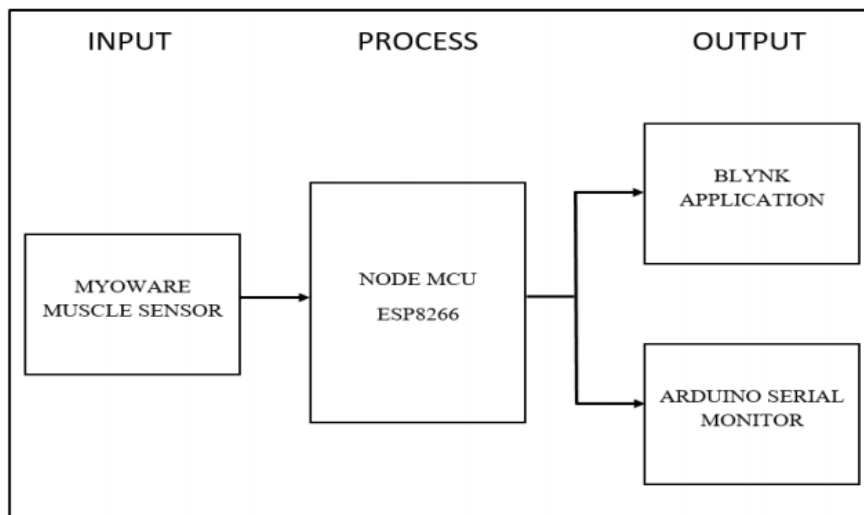 INPUT
PROCESS
OUTPUT
MYOWARE
MUSCLE SENSOR
NODE MCU
ESP8266
BLYNK
APPLICATION
ARDUINO SERIAL
MONITOR